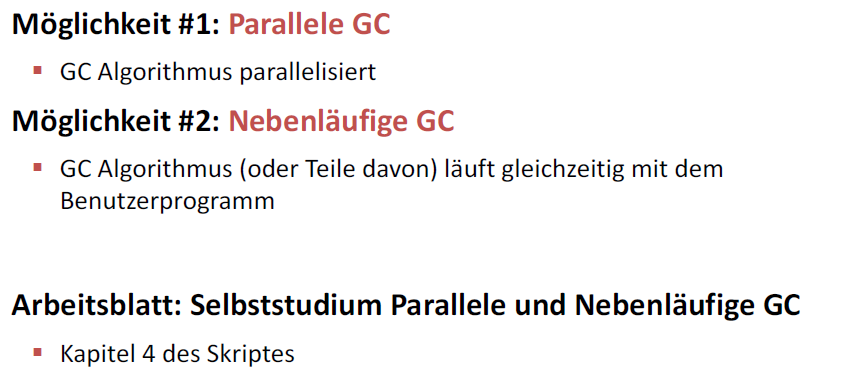 Möglichkeit #1: Parallele GC
▪ GC Algorithmus parallelisiert
Möglichkeit #2: Nebenläufige GC
▪ GC Algorithmus (oder Teile davon) läuft gleichzeitig mit dem
Benutzerprogramm
Arbeitsblatt: Selbststudium Parallele und Nebenläufige GC
▪ Kapitel 4 des Skriptes